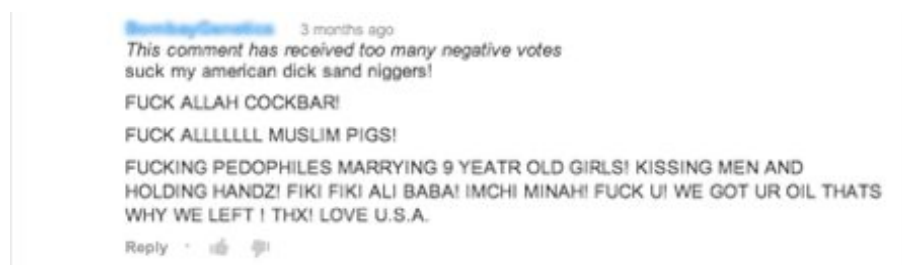 3 months ago
This comment has received too many negative votes
suck my american dick sand niggers!
FUCK ALLAH COCKBAR!
FUCK ALLLLLLL MUSLIM PIGS!
FUCKING PEDOPHILES MARRYING 9 YEATR OLD GIRLS! KISSING MEN AND
HOLDING HANDZ! FIKI FIKI ALI BABA! IMCHI MINAH! FUCK U! WE GOT UR OIL THATS
WHY WE LEFT ! THX! LOVE U.S.A.
Reply ·